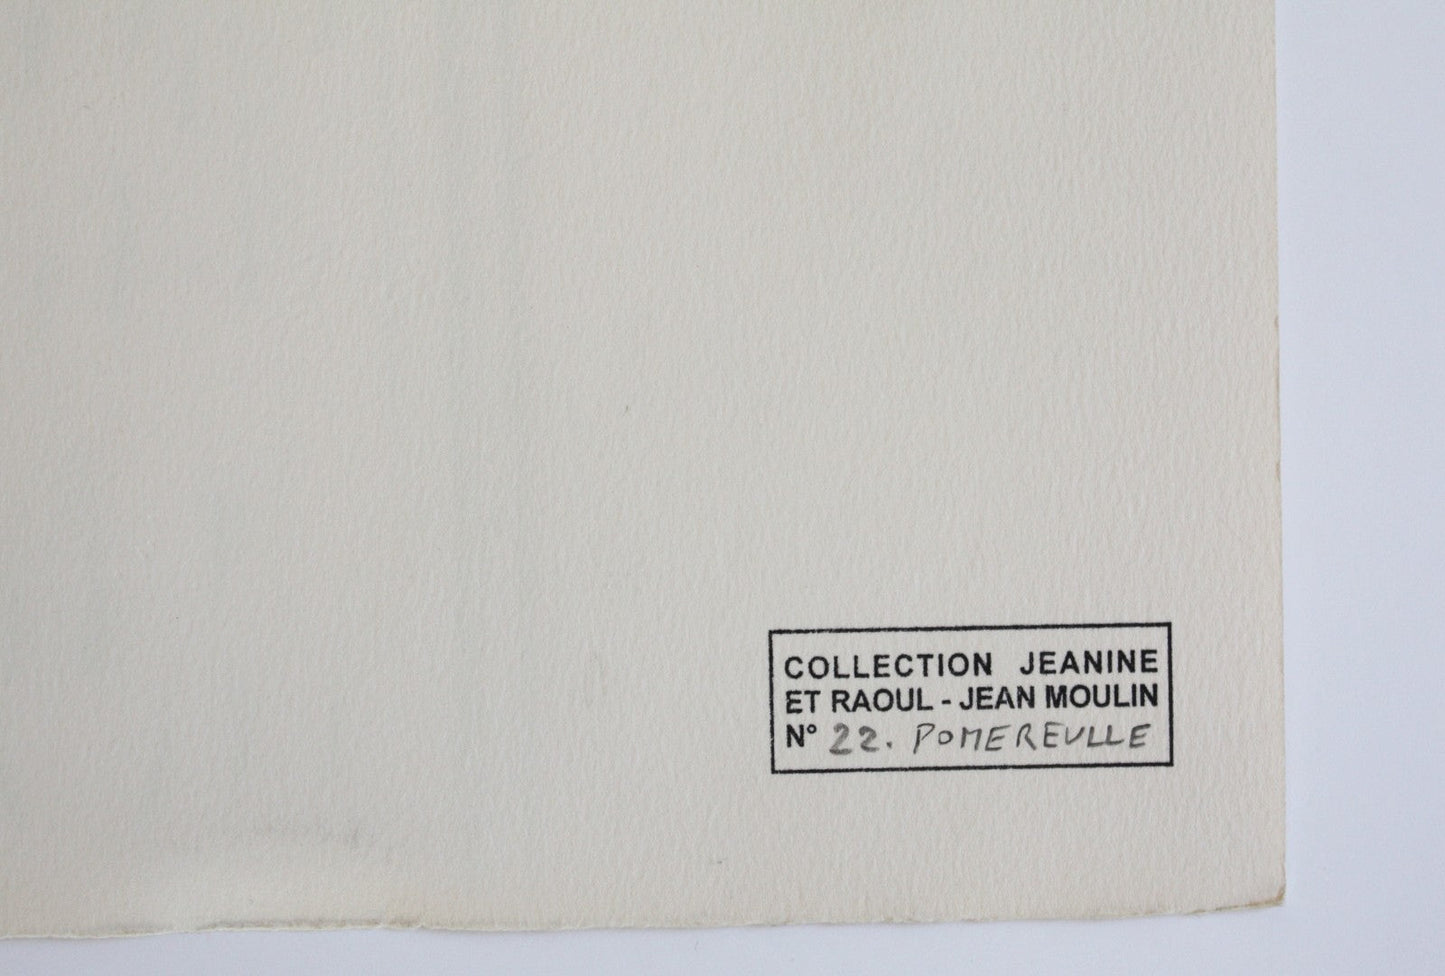 COLLECTION JEANINE
ET RAOUL - JEAN MOULIN
N° 22. POMEREULLE